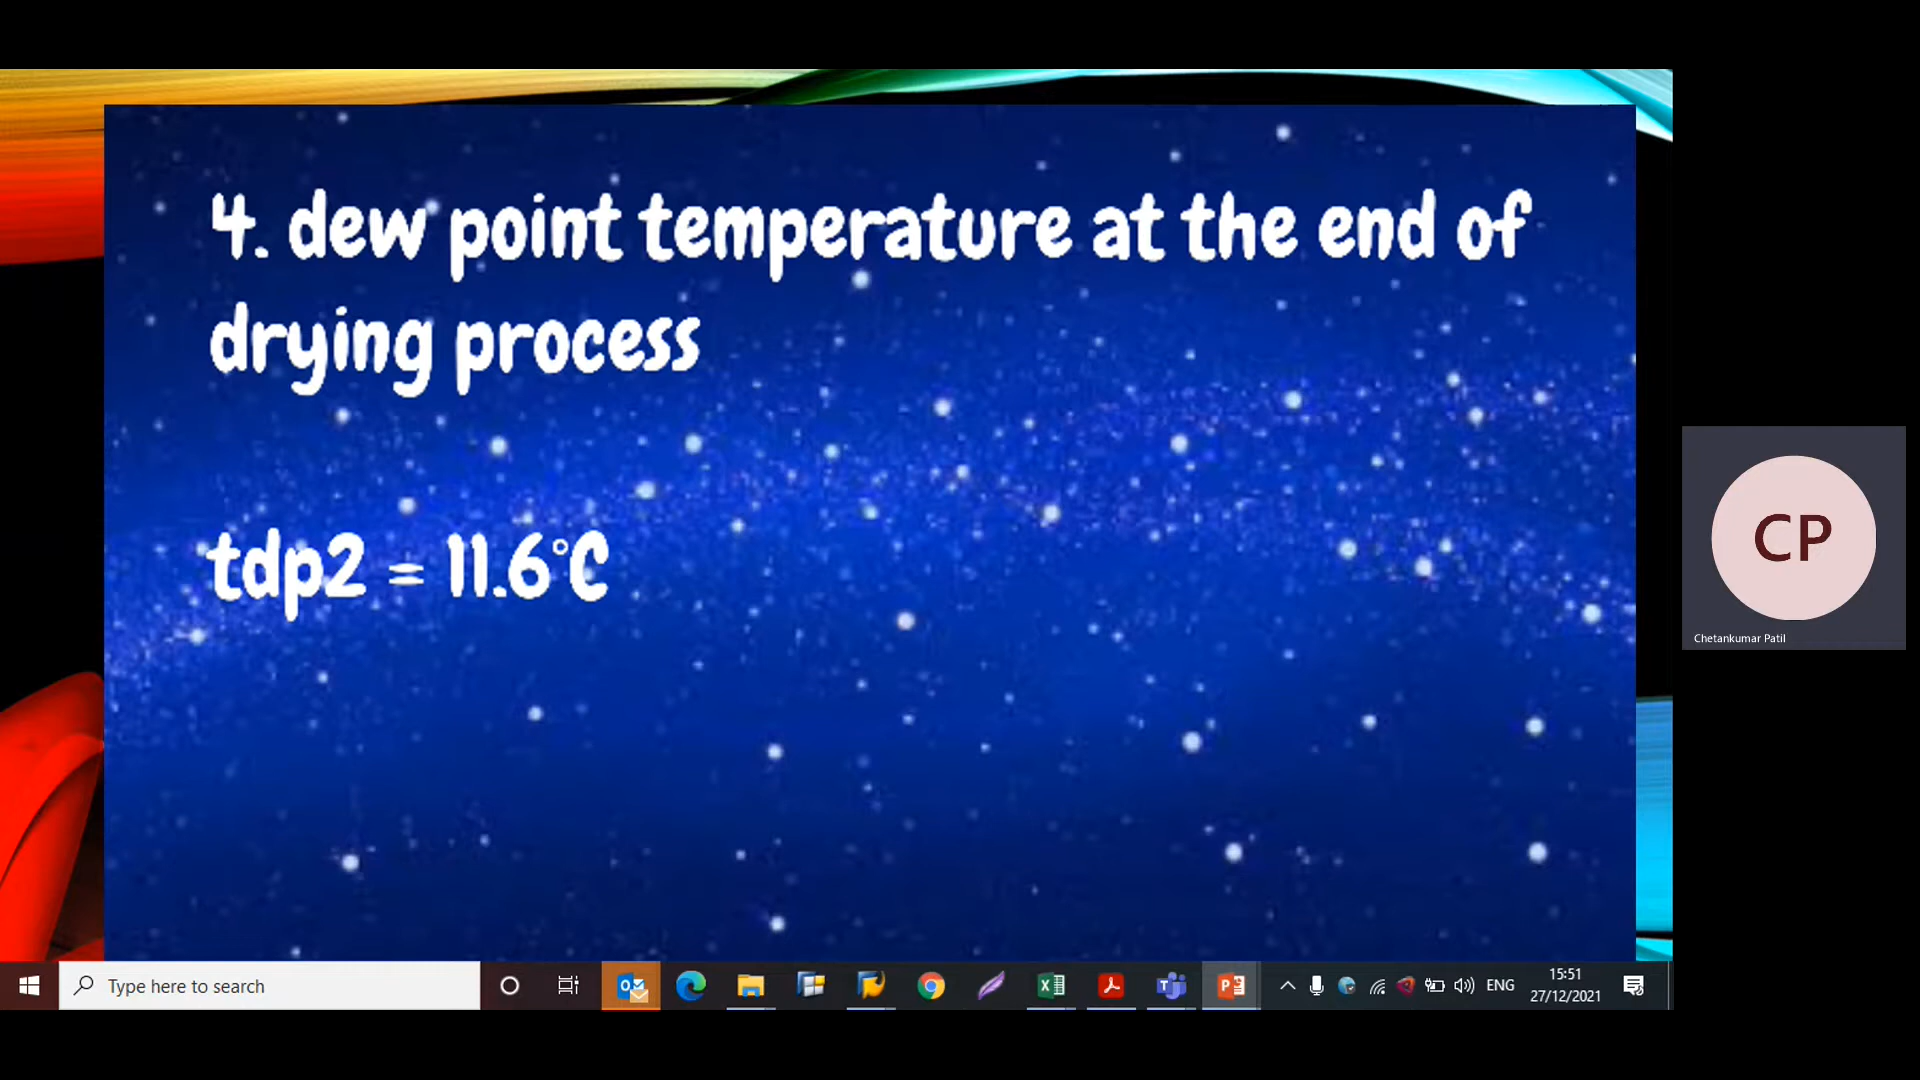 4. dew point temperature at the end of
drying process
tdp2 = 11.6°C
CP
Chetankumar Patil
Type here to search
ENG
15:51
27/12/2021